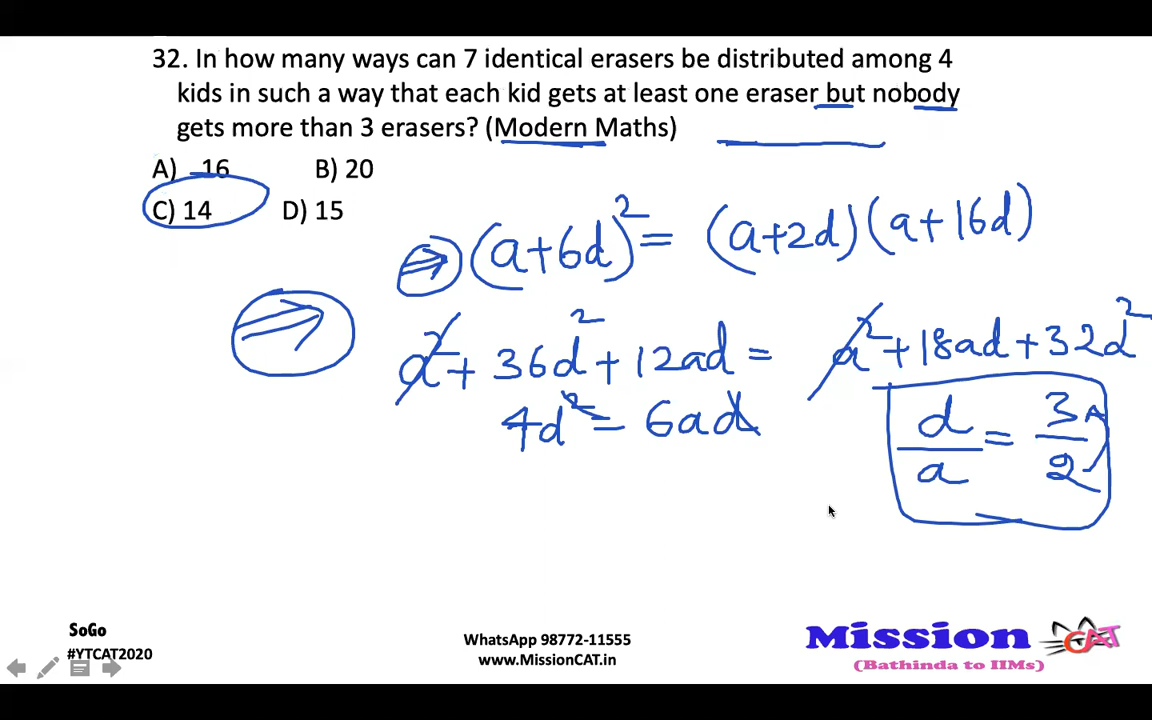 32. In how many ways can 7 identical erasers be distributed among 4
kids in such a way that each kid gets at least one eraser but nobody
gets more than 3 erasers? (Modern Maths)
A) 16 B) 20
C) 14 D) 15
⇒ (a+6d)² = (a+2d)(a+16d)
⇒ a² + 36d² + 12ad = a² + 18ad + 32d²
4d² = 6ad
d/a = 3/2
SoGo
#YTCAT2020
WhatsApp 98772-11555
www.MissionCAT.in
Mission CAT
(Bathinda to IIMs)